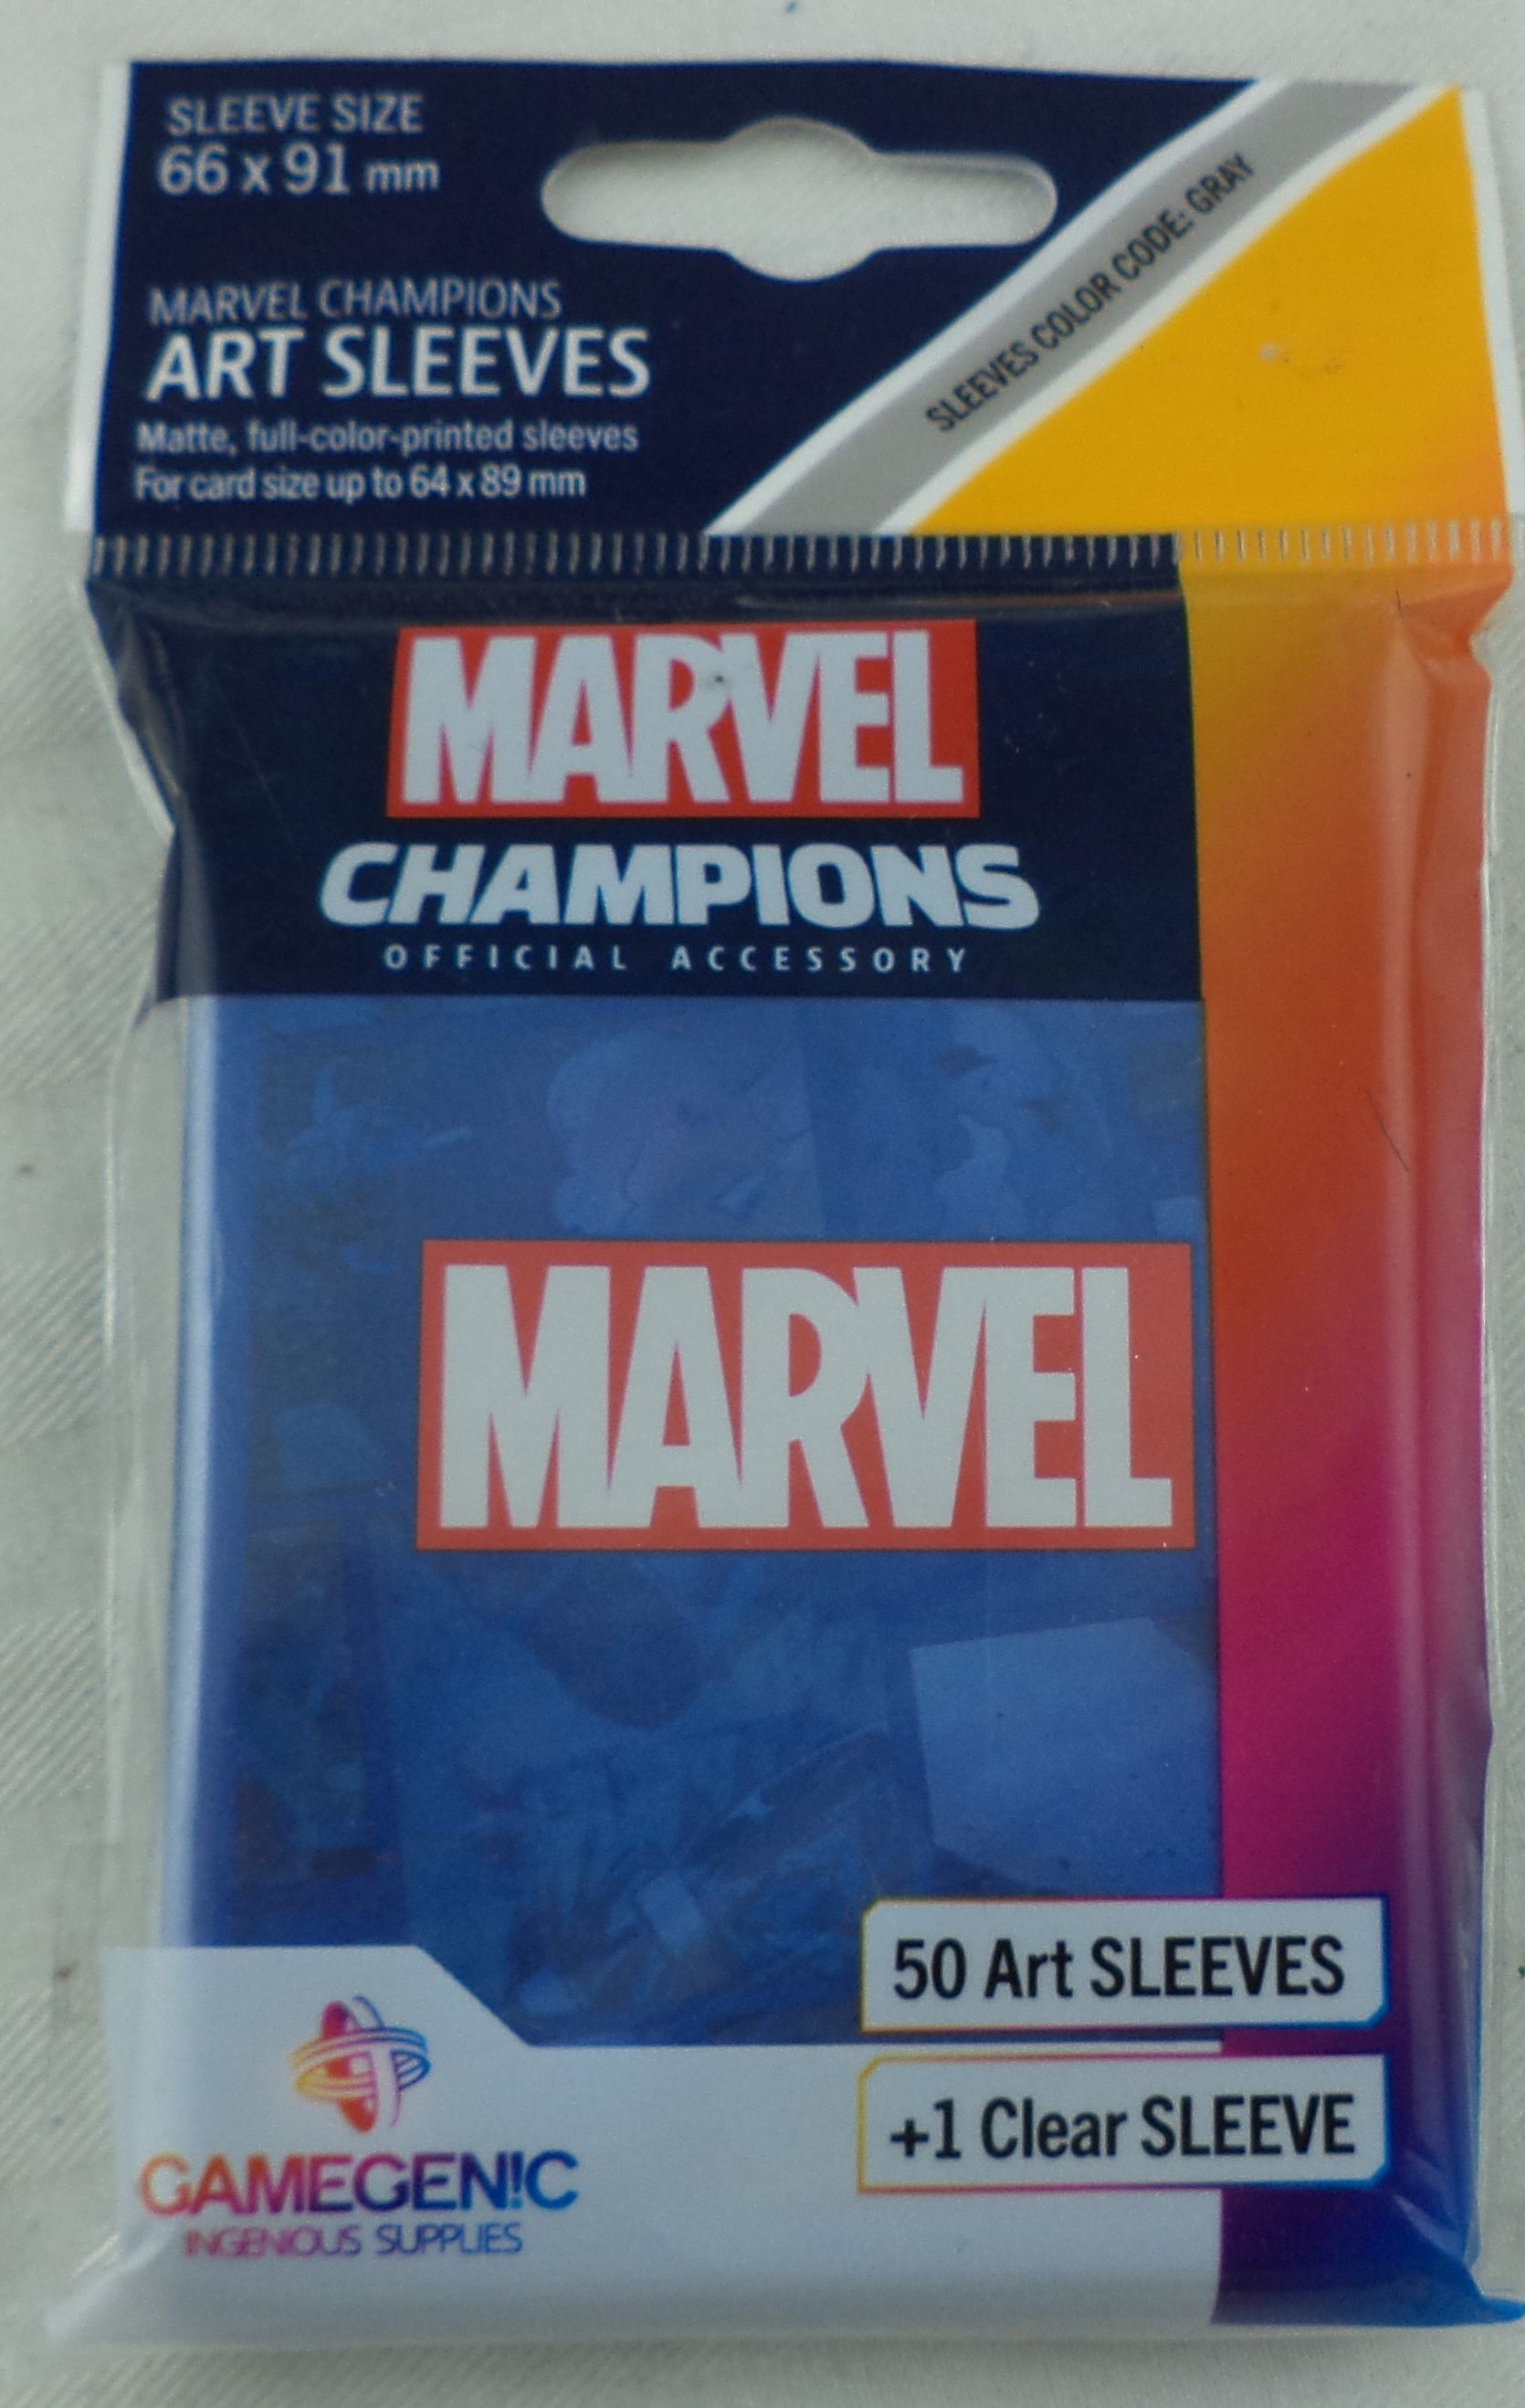 SLEEVE SIZE
66 x 91 mm
MARVEL CHAMPIONS
ART SLEEVES
Matte, full-color-printed sleeves
For card size up to 64 x 89 mm
SLEEVES COLOR CODE: GRAY
MARVEL
CHAMPIONS
OFFICIAL ACCESSORY
MARVEL
50 Art SLEEVES
+1 Clear SLEEVE
GAMEGEN!C
INGENIOUS SUPPLIES